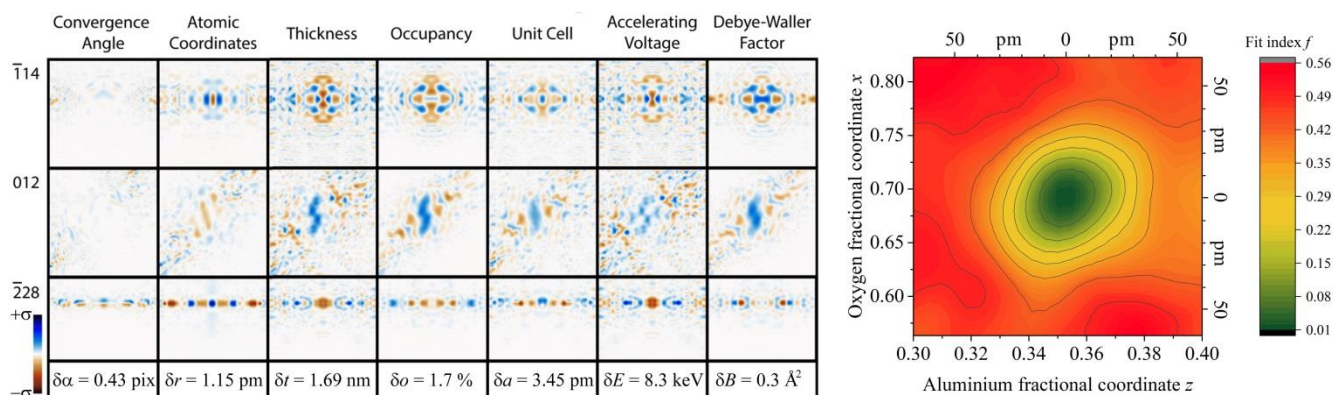 Convergence Angle
Atomic Coordinates
Thickness
Occupancy
Unit Cell
Accelerating Voltage
Debye-Waller Factor
1̅14
012
2̅28
+σ
−σ
δα = 0.43 pix
δr = 1.15 pm
δt = 1.69 nm
δo = 1.7 %
δa = 3.45 pm
δE = 8.3 keV
δB = 0.3 Å²
50 pm 0 pm 50
Fit index f
0.80
0.75
0.70
0.65
0.60
Oxygen fractional coordinate x
50 pm 0 pm 50
0.30 0.32 0.34 0.36 0.38 0.40
Aluminium fractional coordinate z
0.56
0.49
0.42
0.35
0.29
0.22
0.15
0.08
0.01